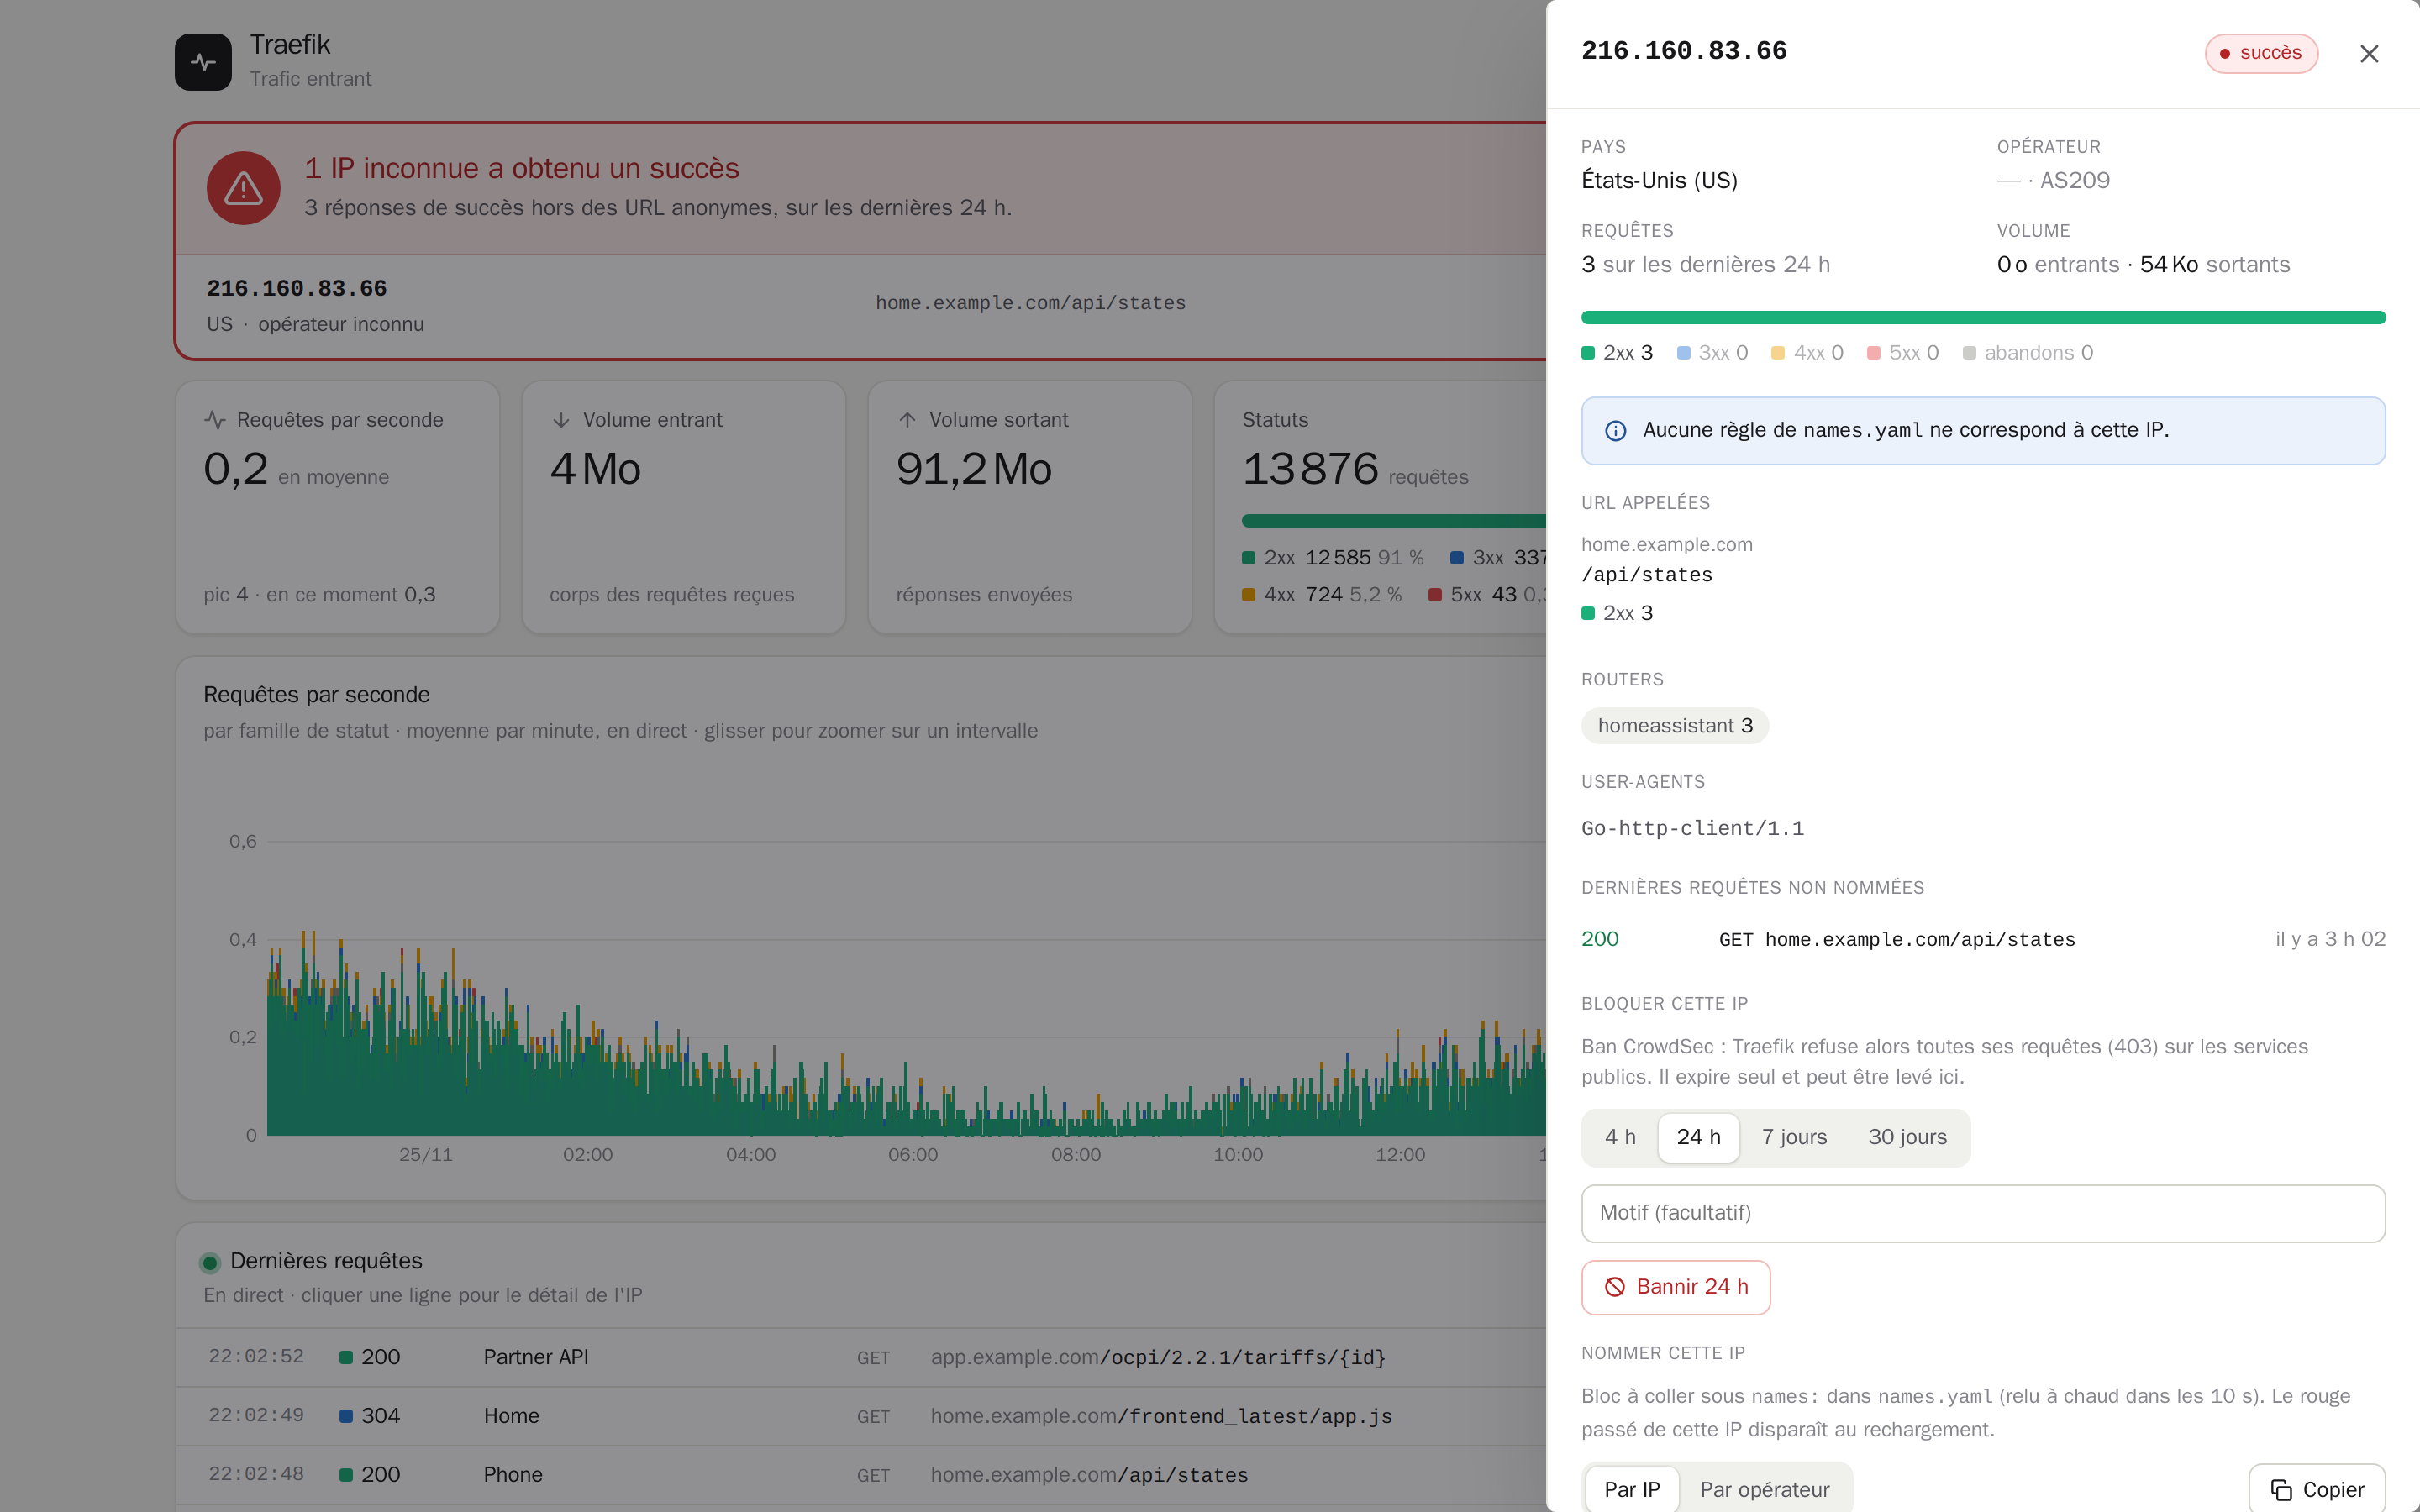 Traefik
Trafic entrant
1 IP inconnue a obtenu un succès
3 réponses de succès hors des URL anonymes, sur les dernières 24 h.
216.160.83.66
US · opérateur inconnu
home.example.com/api/states
Requêtes par seconde
0,2 en moyenne
pic 4 · en ce moment 0,3
Volume entrant
4 Mo
corps des requêtes reçues
Volume sortant
91,2 Mo
réponses envoyées
Statuts
13 876 requêtes
2xx 12 585 91 % 3xx 337
4xx 724 5,2 % 5xx 43 0,3
Requêtes par seconde
par famille de statut · moyenne par minute, en direct · glisser pour zoomer sur un intervalle
0,6
0,4
0,2
0
25/11 02:00 04:00 06:00 08:00 10:00 12:00
Dernières requêtes
En direct · cliquer une ligne pour le détail de l'IP
22:02:52 200 Partner API GET app.example.com/ocpi/2.2.1/tariffs/{id}
22:02:49 304 Home GET home.example.com/frontend_latest/app.js
22:02:48 200 Phone GET home.example.com/api/states
216.160.83.66
succès
PAYS
États-Unis (US)
OPÉRATEUR
— · AS209
REQUÊTES
3 sur les dernières 24 h
VOLUME
0 o entrants · 54 Ko sortants
2xx 3 3xx 0 4xx 0 5xx 0 abandons 0
Aucune règle de names.yaml ne correspond à cette IP.
URL APPELÉES
home.example.com
/api/states
2xx 3
ROUTERS
homeassistant 3
USER-AGENTS
Go-http-client/1.1
DERNIÈRES REQUÊTES NON NOMMÉES
200 GET home.example.com/api/states il y a 3 h 02
BLOQUER CETTE IP
Ban CrowdSec : Traefik refuse alors toutes ses requêtes (403) sur les services
publics. Il expire seul et peut être levé ici.
4 h 24 h 7 jours 30 jours
Motif (facultatif)
Bannir 24 h
NOMMER CETTE IP
Bloc à coller sous names: dans names.yaml (relu à chaud dans les 10 s). Le rouge
passé de cette IP disparaît au rechargement.
Par IP Par opérateur
Copier